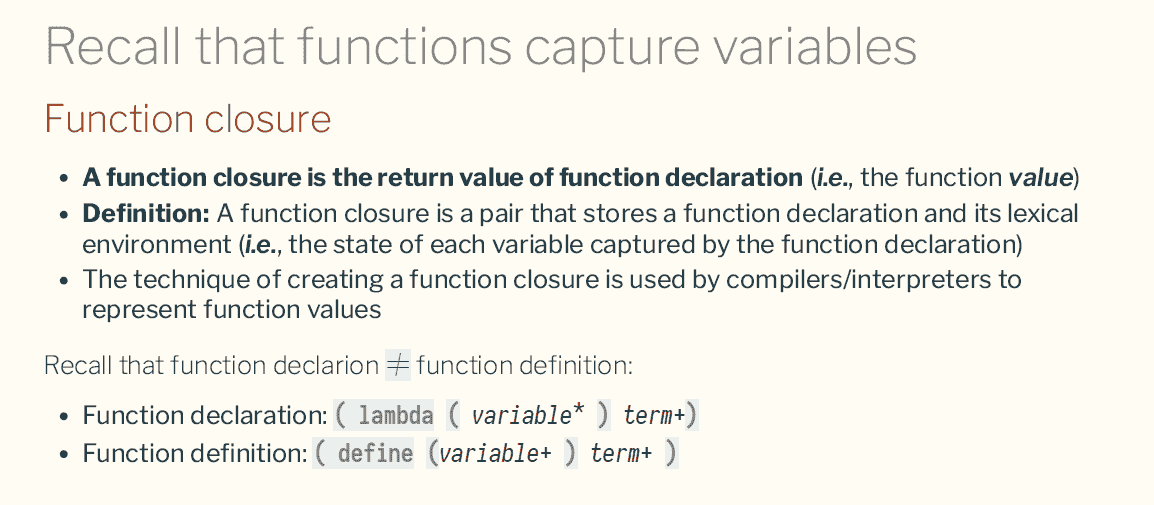 Recall that functions capture variables
Function closure
• A function closure is the return value of function declaration (i.e., the function value)
• Definition: A function closure is a pair that stores a function declaration and its lexical
environment (i.e., the state of each variable captured by the function declaration)
• The technique of creating a function closure is used by compilers/interpreters to
represent function values
Recall that function declarion ≠ function definition:
• Function declaration: ( lambda ( variable* ) term+)
• Function definition: ( define (variable+ ) term+ )